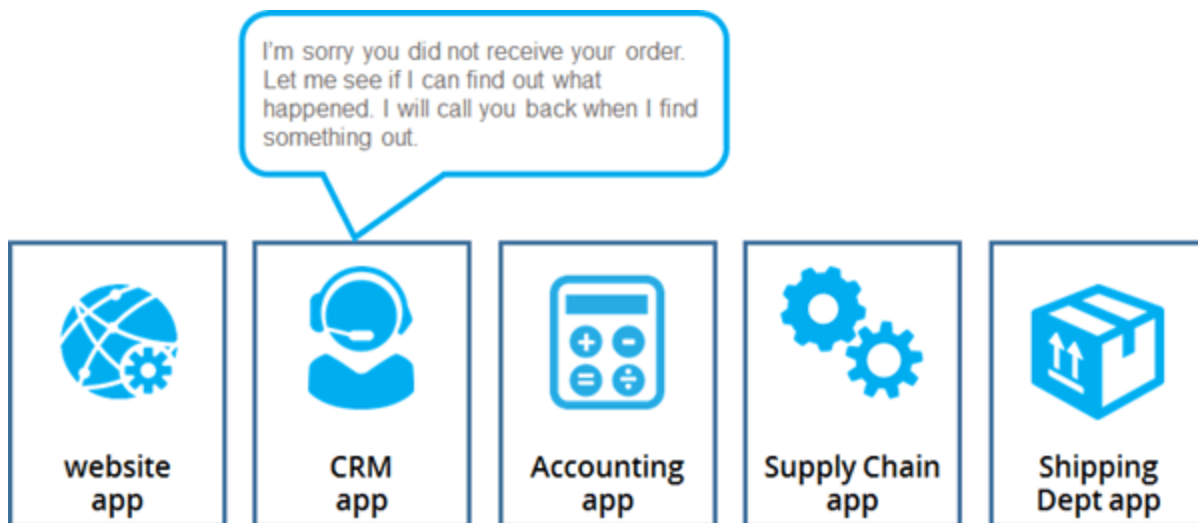 I'm sorry you did not receive your order.
Let me see if I can find out what
happened. I will call you back when I find
something out.
website
app
CRM
app
Accounting
app
Supply Chain
app
Shipping
Dept app